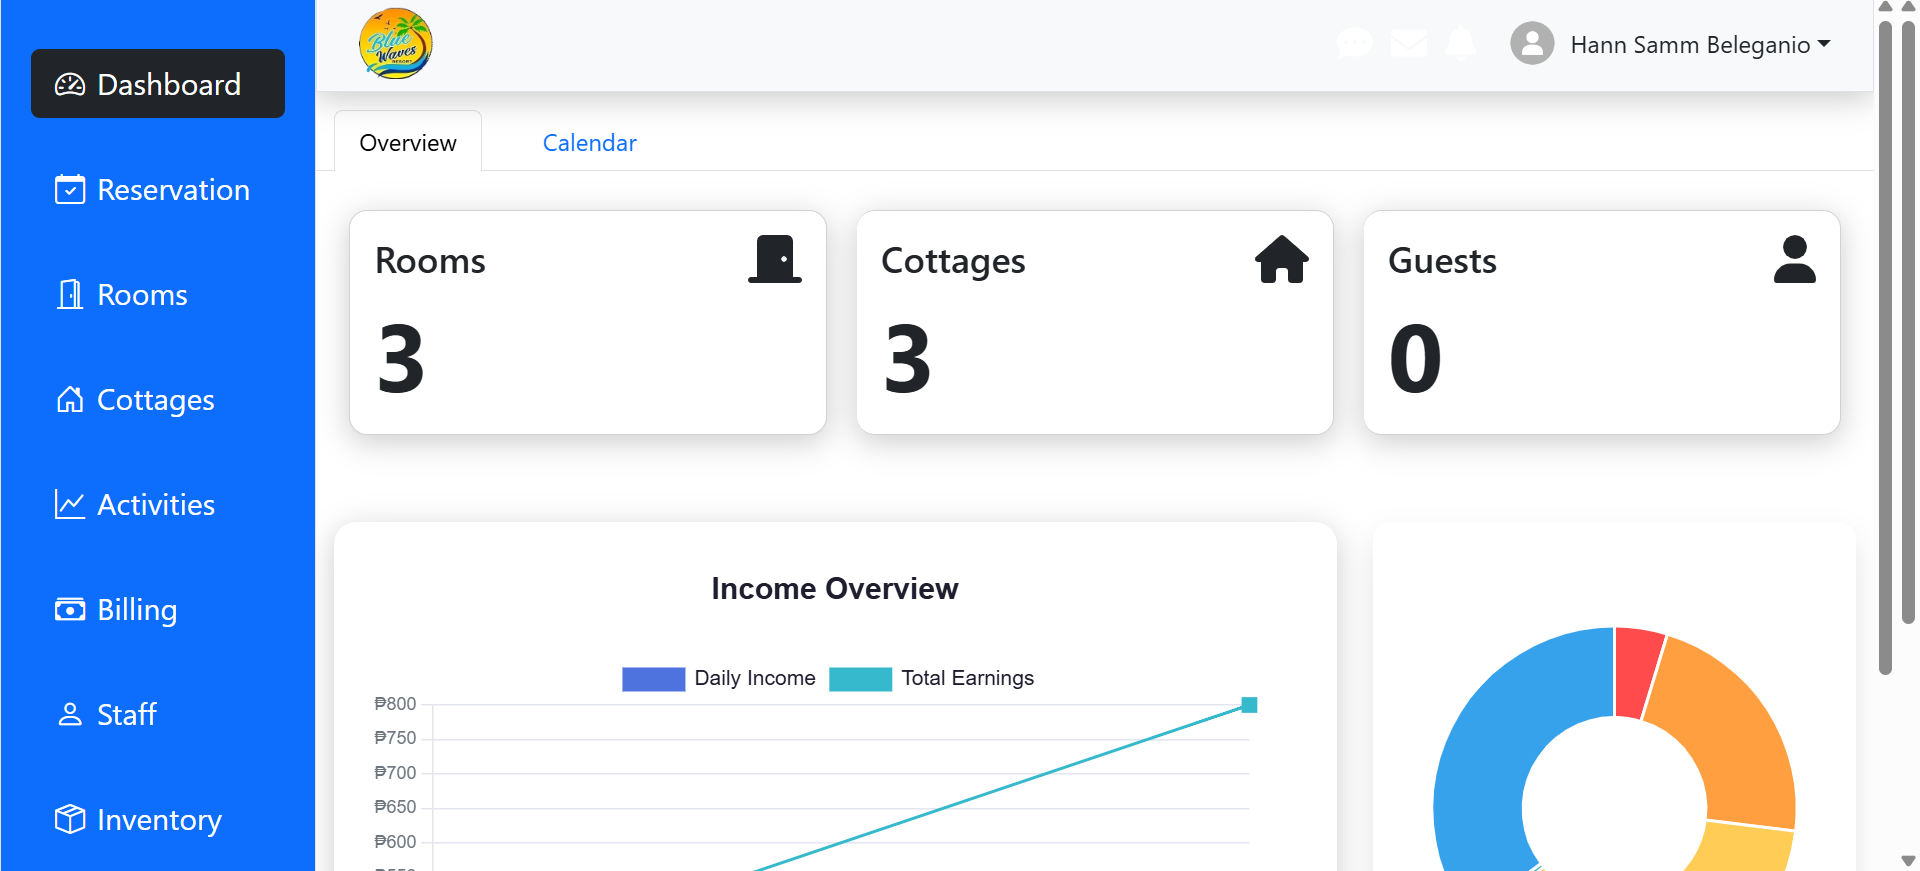 Dashboard
Reservation
Rooms
Cottages
Activities
Billing
Staff
Inventory
Blue
Waves
RESORT
Hann Samm Beleganio
Overview
Calendar
Rooms
3
Cottages
3
Guests
0
Income Overview
Daily Income
Total Earnings
₱800
₱750
₱700
₱650
₱600